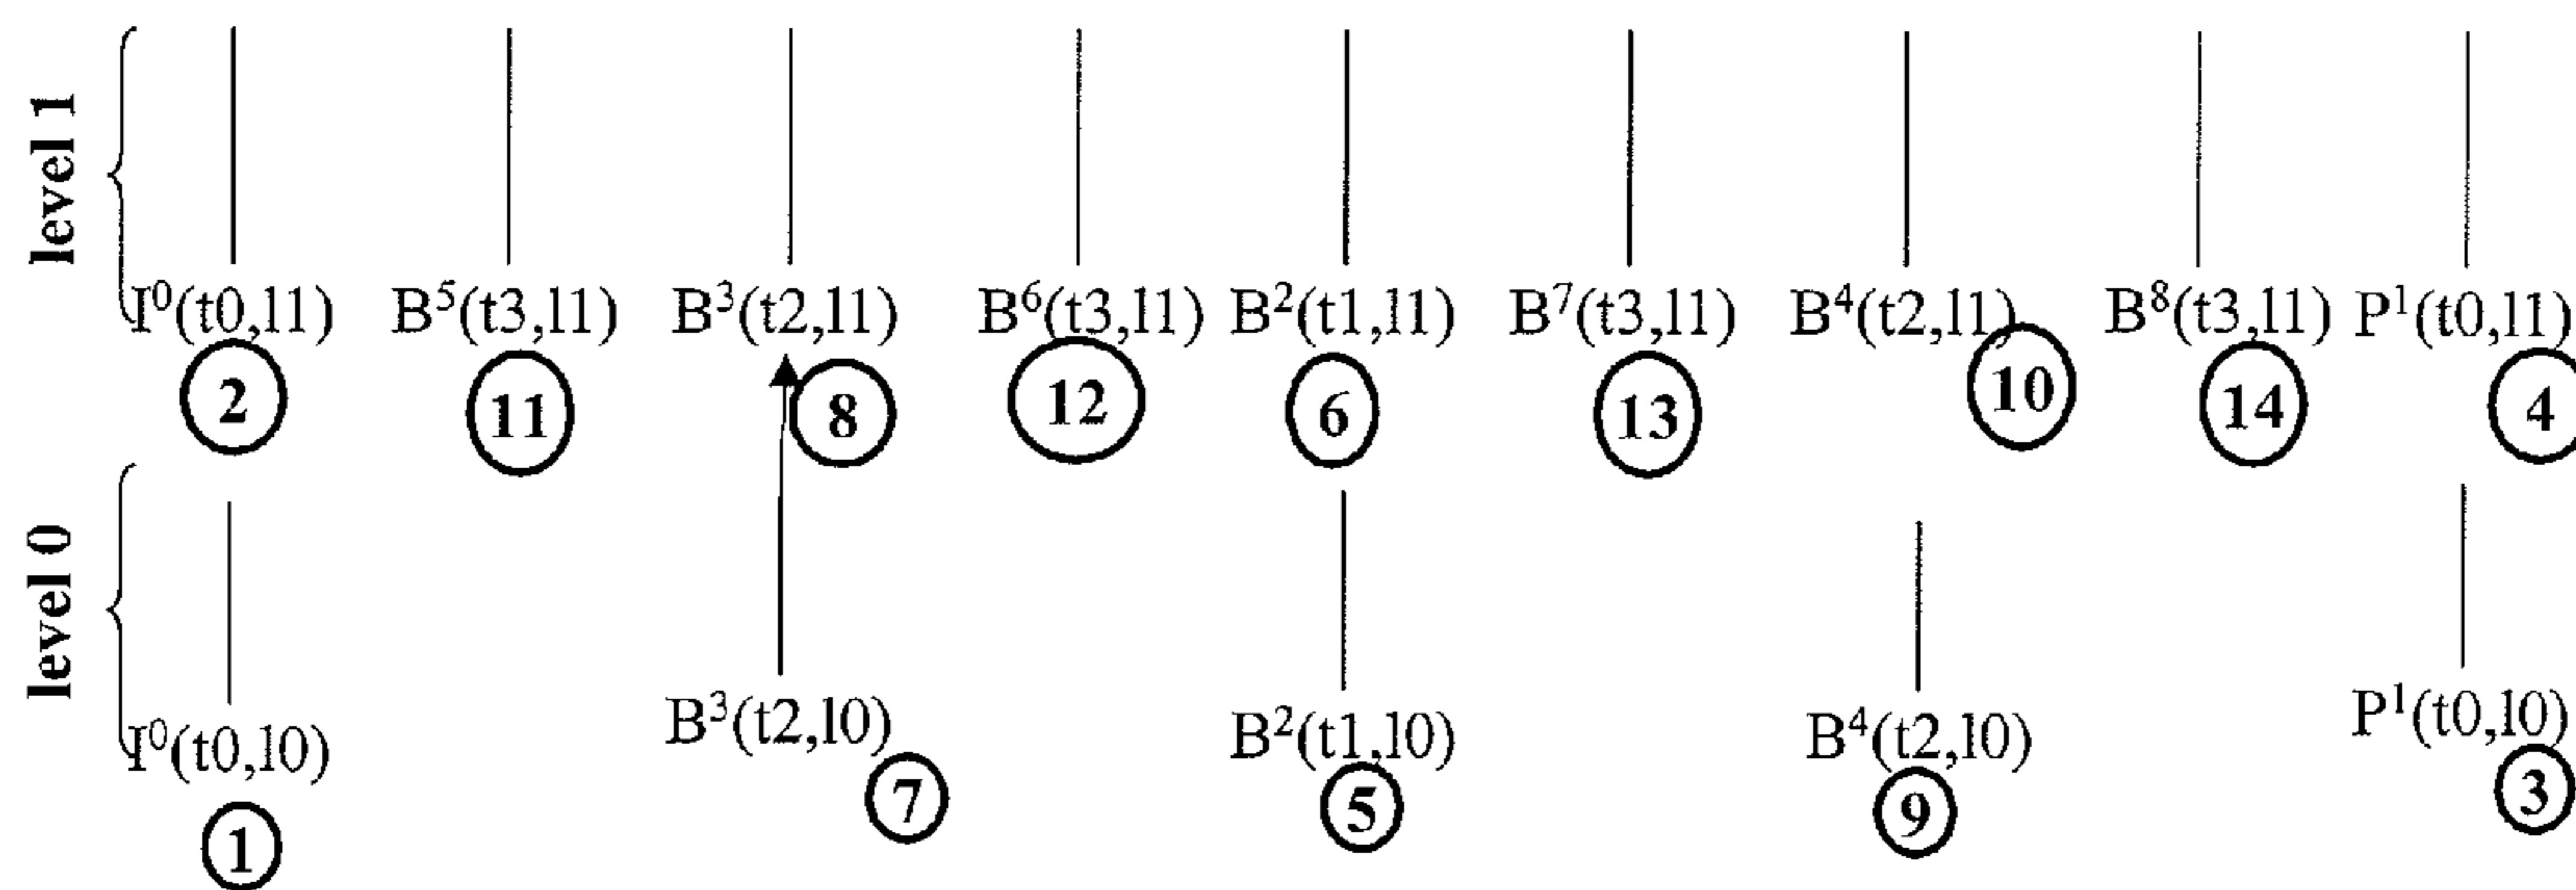 level 1
I⁰(t0,l1) B⁵(t3,l1) B³(t2,l1) B⁶(t3,l1) B²(t1,l1) B⁷(t3,l1) B⁴(t2,l1) B⁸(t3,l1) P¹(t0,l1)
2 11 8 12 6 13 10 14 4
level 0
I⁰(t0,l0) B³(t2,l0) B²(t1,l0) B⁴(t2,l0) P¹(t0,l0)
1 7 5 9 3